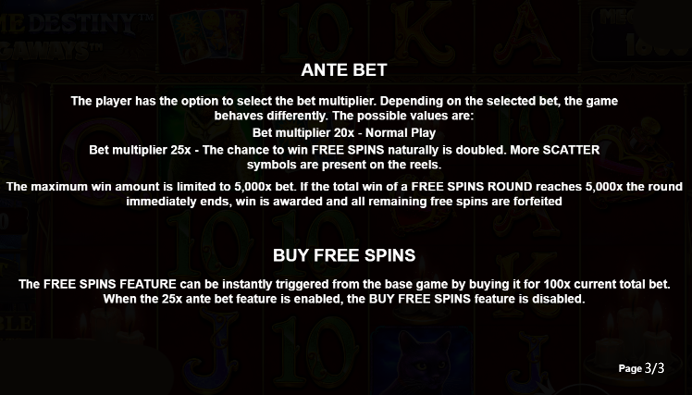 DESTINY™
WAYS™
ANTE BET
The player has the option to select the bet multiplier. Depending on the selected bet, the game
behaves differently. The possible values are:
Bet multiplier 20x - Normal Play
Bet multiplier 25x - The chance to win FREE SPINS naturally is doubled. More SCATTER
symbols are present on the reels.
The maximum win amount is limited to 5,000x bet. If the total win of a FREE SPINS ROUND reaches 5,000x the round
immediately ends, win is awarded and all remaining free spins are forfeited
BUY FREE SPINS
The FREE SPINS FEATURE can be instantly triggered from the base game by buying it for 100x current total bet.
When the 25x ante bet feature is enabled, the BUY FREE SPINS feature is disabled.
Page 3/3